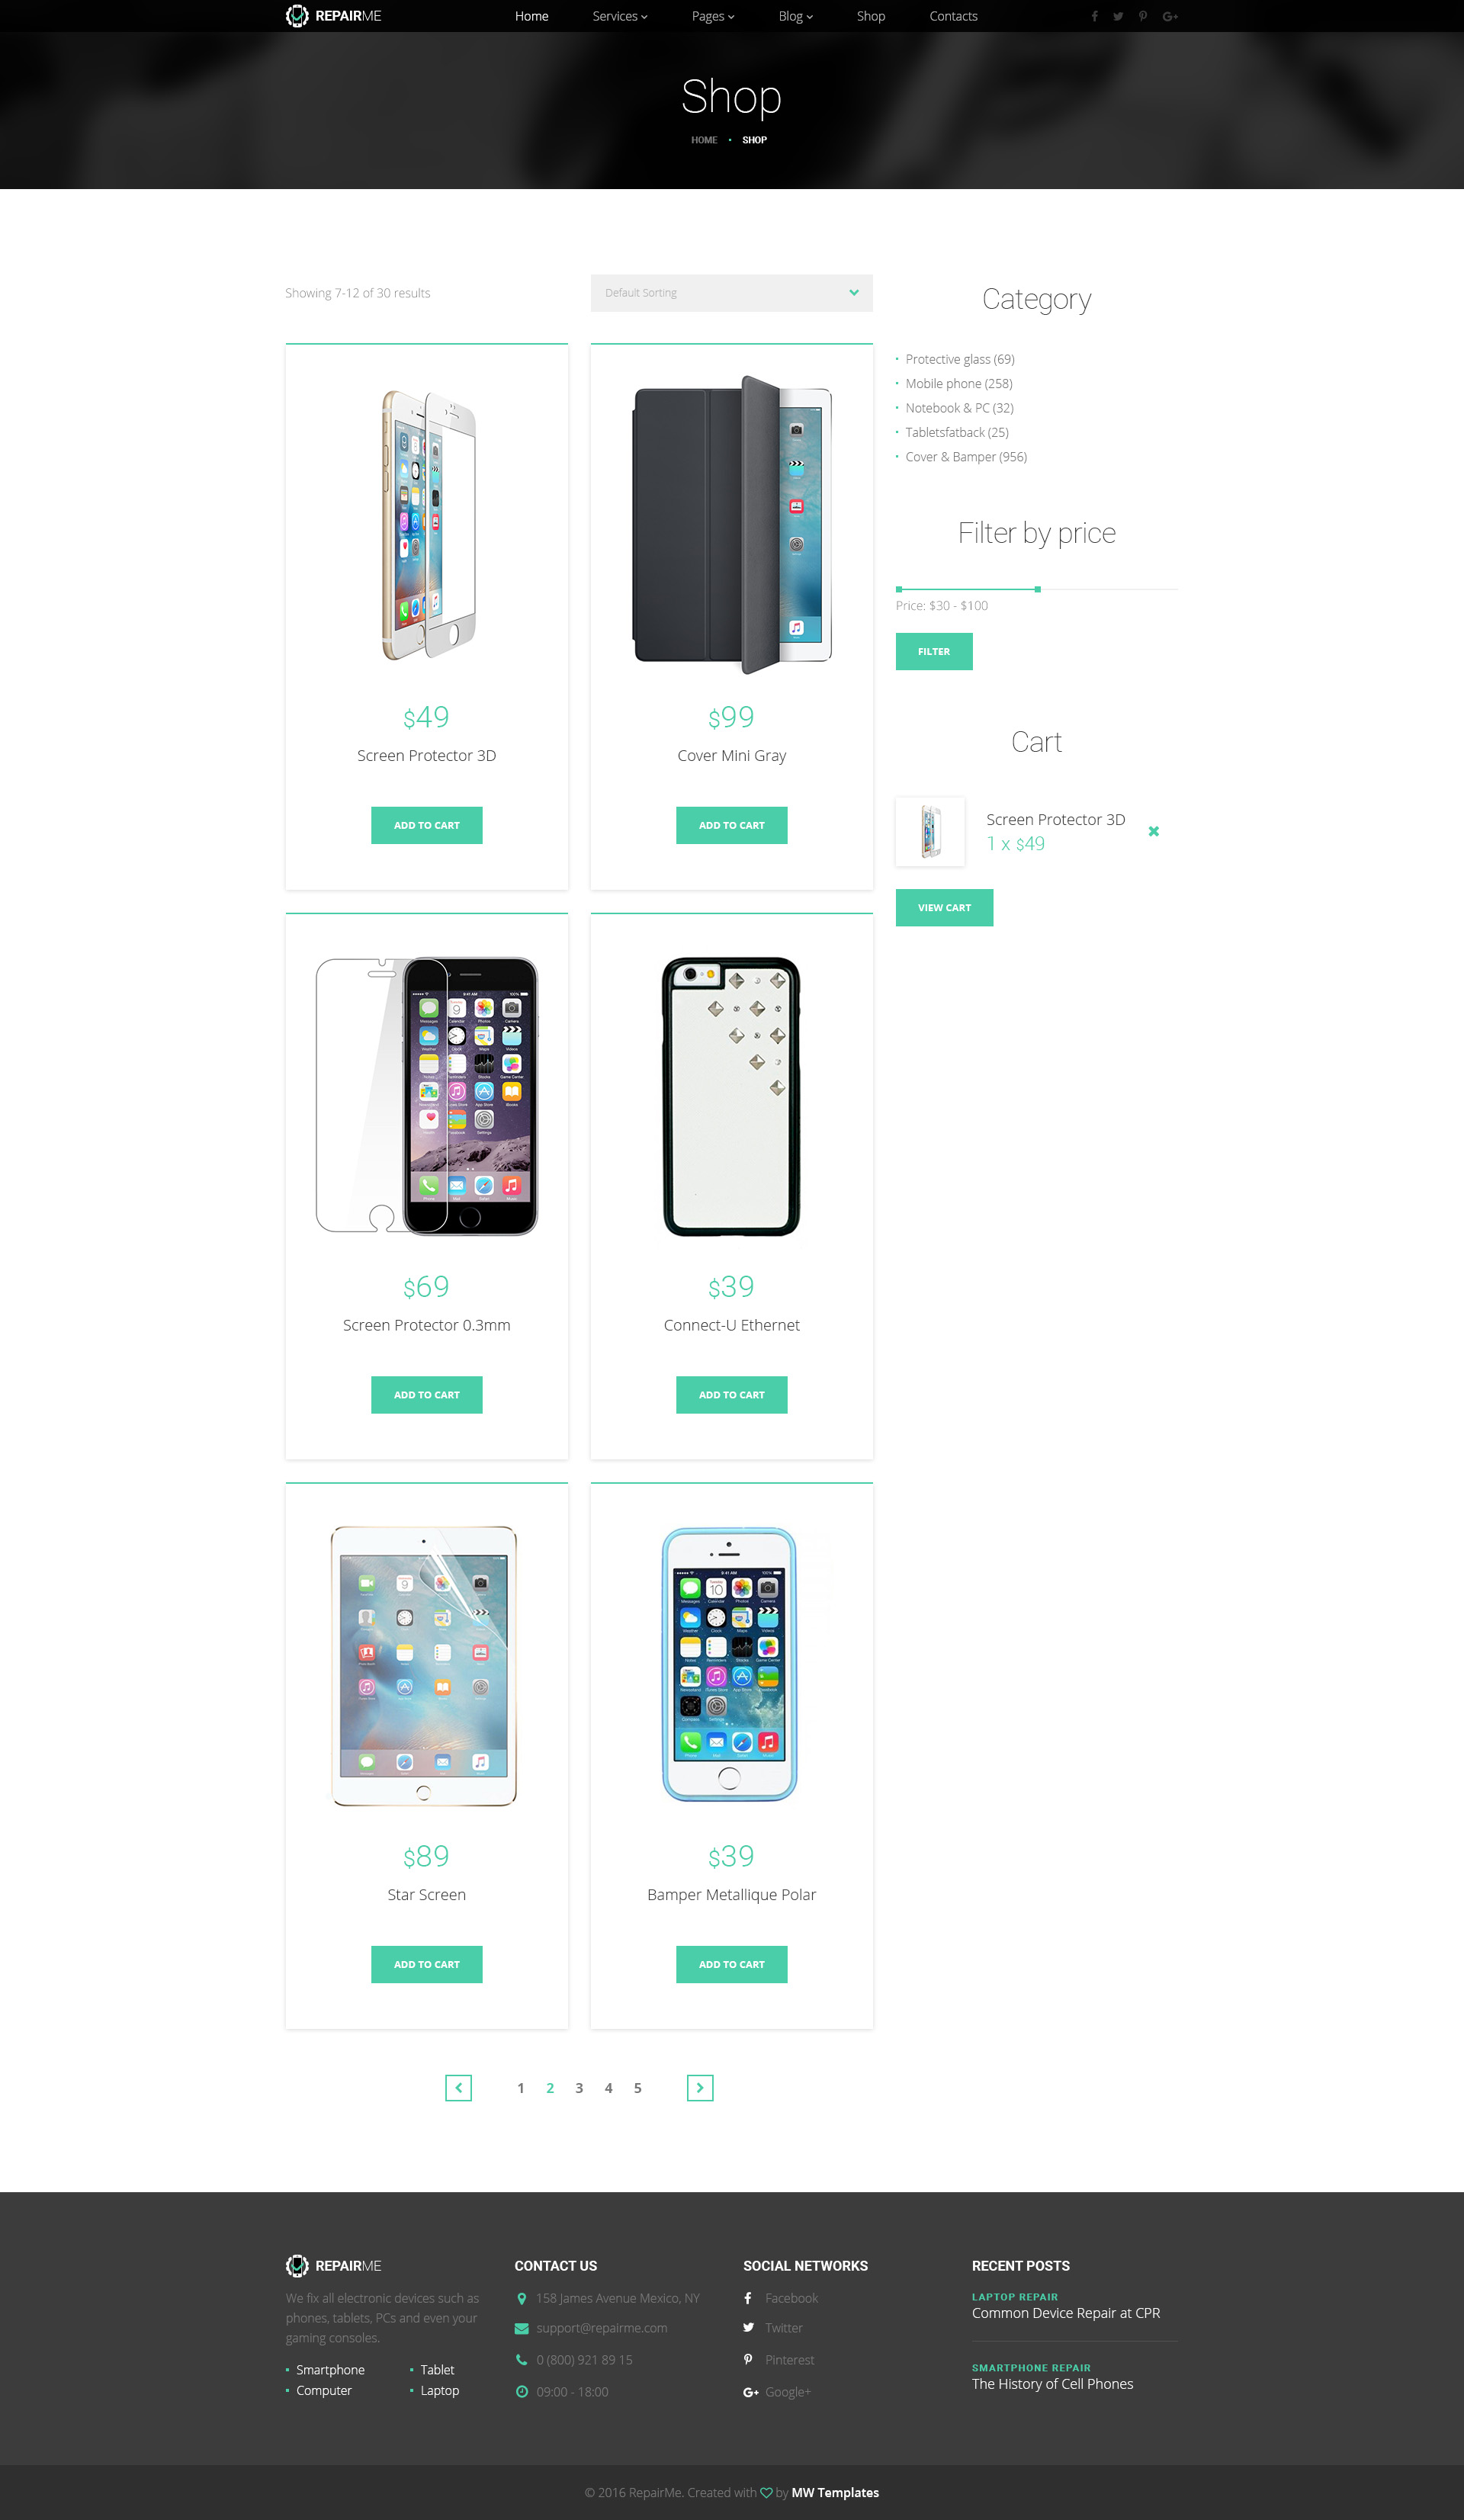 REPAIRME
Home
Services
Pages
Blog
Shop
Contacts
Shop
HOME
SHOP
Showing 7-12 of 30 results
Default Sorting
$49
Screen Protector 3D
ADD TO CART
$99
Cover Mini Gray
ADD TO CART
$69
Screen Protector 0.3mm
ADD TO CART
$39
Connect-U Ethernet
ADD TO CART
$89
Star Screen
ADD TO CART
$39
Bamper Metallique Polar
ADD TO CART
1 2 3 4 5
Category
Protective glass (69)
Mobile phone (258)
Notebook & PC (32)
Tabletsfatback (25)
Cover & Bamper (956)
Filter by price
Price: $30 - $100
FILTER
Cart
Screen Protector 3D
1 x $49
VIEW CART
REPAIRME
We fix all electronic devices such as
phones, tablets, PCs and even your
gaming consoles.
Smartphone
Tablet
Computer
Laptop
CONTACT US
158 James Avenue Mexico, NY
support@repairme.com
0 (800) 921 89 15
09:00 - 18:00
SOCIAL NETWORKS
Facebook
Twitter
Pinterest
Google+
RECENT POSTS
LAPTOP REPAIR
Common Device Repair at CPR
SMARTPHONE REPAIR
The History of Cell Phones
© 2016 RepairMe. Created with by MW Templates